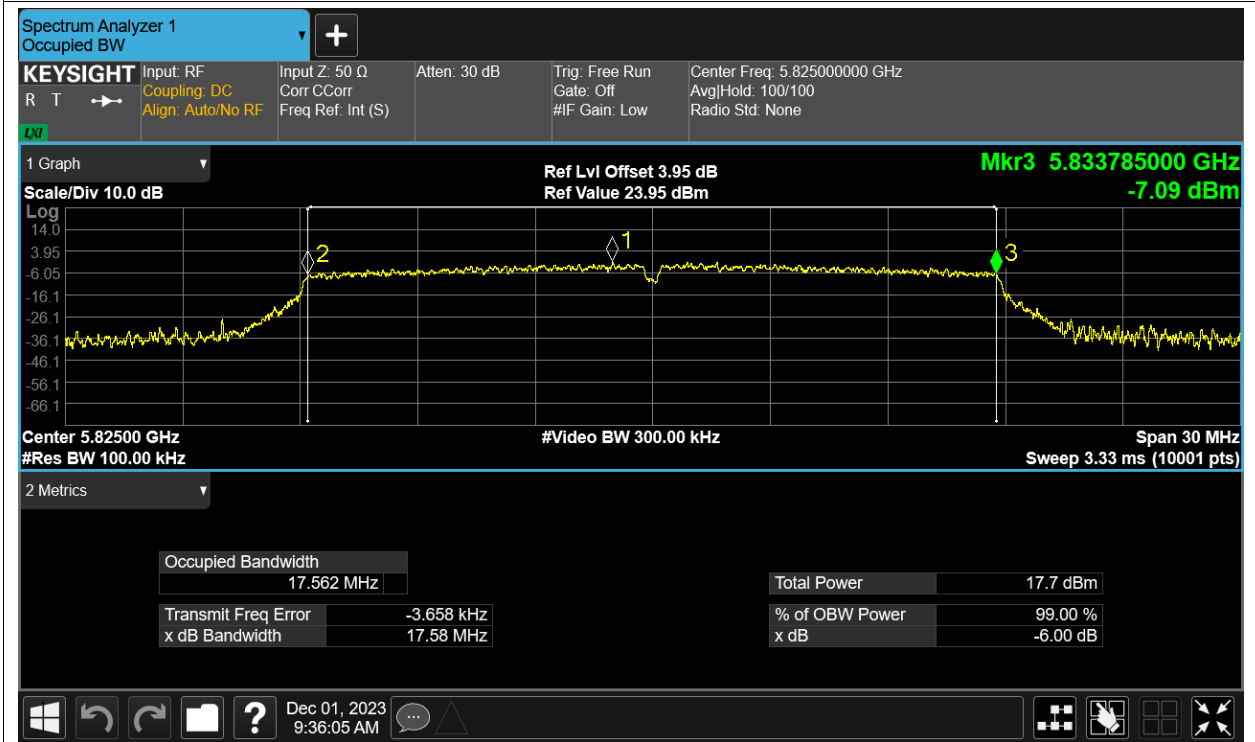 Spectrum Analyzer 1
Occupied BW
KEYSIGHT
R T
LXI
Input: RF
Coupling: DC
Align: Auto/No RF
Input Z: 50 Ω
Corr CCorr
Freq Ref: Int (S)
Atten: 30 dB
Trig: Free Run
Gate: Off
#IF Gain: Low
Center Freq: 5.825000000 GHz
Avg|Hold: 100/100
Radio Std: None
1 Graph
Scale/Div 10.0 dB
Ref Lvl Offset 3.95 dB
Ref Value 23.95 dBm
Mkr3 5.833785000 GHz
-7.09 dBm
Log
14.0
3.95
-6.05
-16.1
-26.1
-36.1
-46.1
-56.1
-66.1
2
1
3
Center 5.82500 GHz
#Res BW 100.00 kHz
#Video BW 300.00 kHz
Span 30 MHz
Sweep 3.33 ms (10001 pts)
2 Metrics
Occupied Bandwidth
17.562 MHz
Transmit Freq Error -3.658 kHz
x dB Bandwidth 17.58 MHz
Total Power 17.7 dBm
% of OBW Power 99.00 %
x dB -6.00 dB
?
Dec 01, 2023
9:36:05 AM